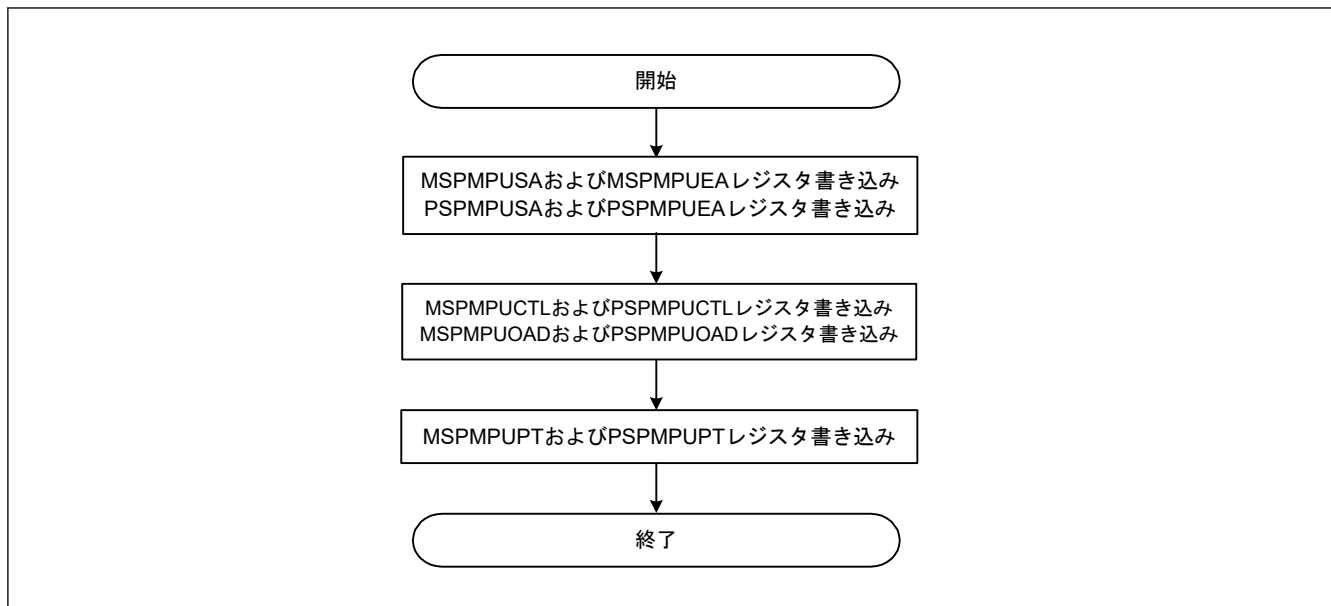 開始
MSPMPUSAおよびMSPMPUEAレジスタ書き込み
PSPMPUSAおよびPSPMPUEAレジスタ書き込み
MSPMPUCTLおよびPSPMPUCTLレジスタ書き込み
MSPMPUOADおよびPSPMPUOADレジスタ書き込み
MSPMPUPTおよびPSPMPUPTレジスタ書き込み
終了